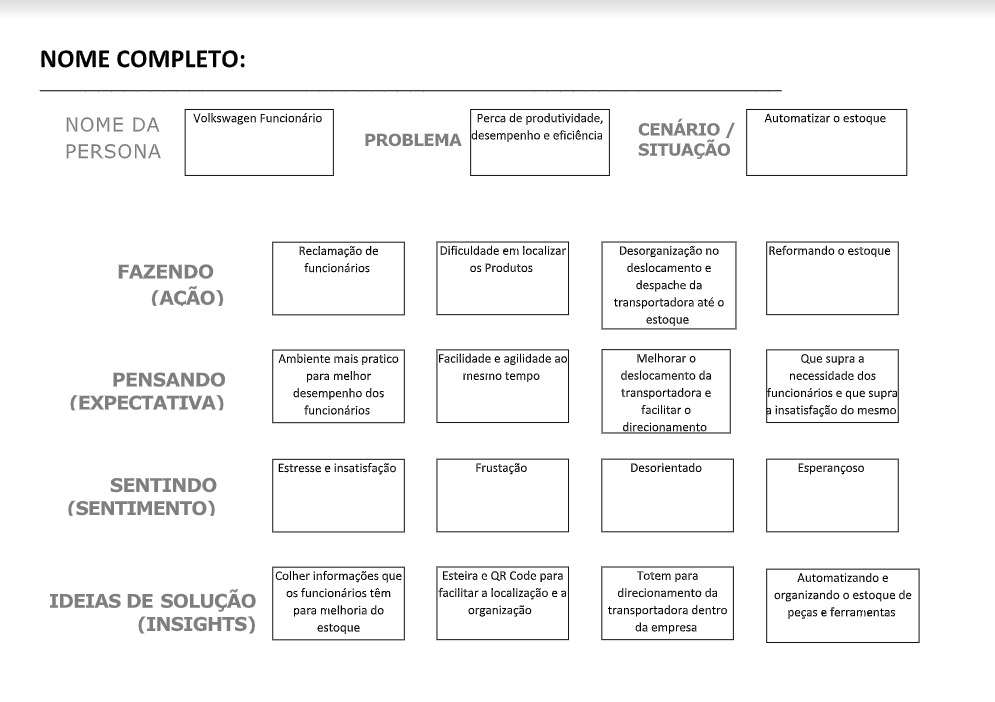 NOME COMPLETO:
NOME DA
PERSONA
Volkswagen Funcionário
PROBLEMA
Perca de produtividade,
desempenho e eficiência
CENÁRIO /
SITUAÇÃO
Automatizar o estoque
FAZENDO
(AÇÃO)
Reclamação de
funcionários
Dificuldade em localizar
os Produtos
Desorganização no
deslocamento e
despache da
transportadora até o
estoque
Reformando o estoque
PENSANDO
(EXPECTATIVA)
Ambiente mais pratico
para melhor
desempenho dos
funcionários
Facilidade e agilidade ao
mesmo tempo
Melhorar o
deslocamento da
transportadora e
facilitar o
direcionamento
Que supra a
necessidade dos
funcionários e que supra
a insatisfação do mesmo
SENTINDO
(SENTIMENTO)
Estresse e insatisfação
Frustação
Desorientado
Esperançoso
IDEIAS DE SOLUÇÃO
(INSIGHTS)
Colher informações que
os funcionários têm
para melhoria do
estoque
Esteira e QR Code para
facilitar a localização e a
organização
Totem para
direcionamento da
transportadora dentro
da empresa
Automatizando e
organizando o estoque de
peças e ferramentas